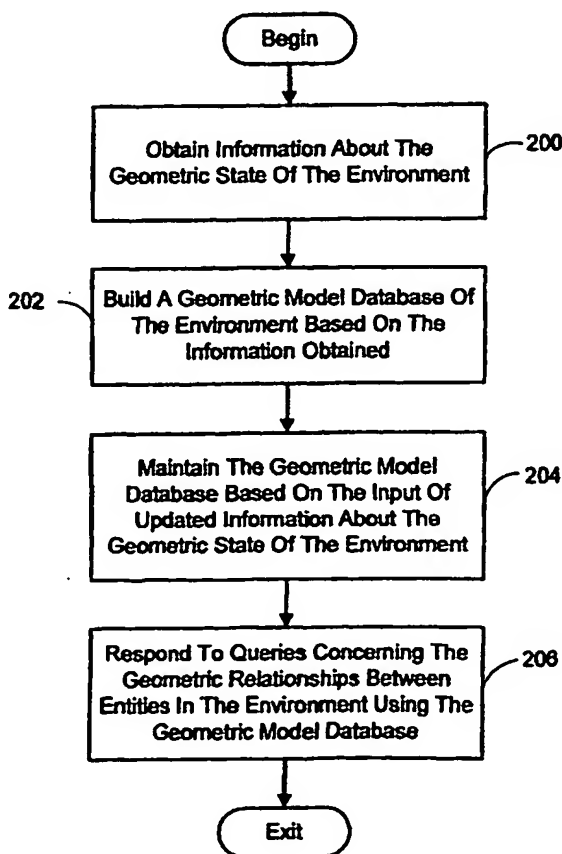 Begin
Obtain Information About The
Geometric State Of The Environment
200
202
Build A Geometric Model Database Of
The Environment Based On The
Information Obtained
Maintain The Geometric Model
Database Based On The Input Of
Updated Information About The
Geometric State Of The Environment
204
Respond To Queries Concerning The
Geometric Relationships Between
Entities In The Environment Using The
Geometric Model Database
206
Exit